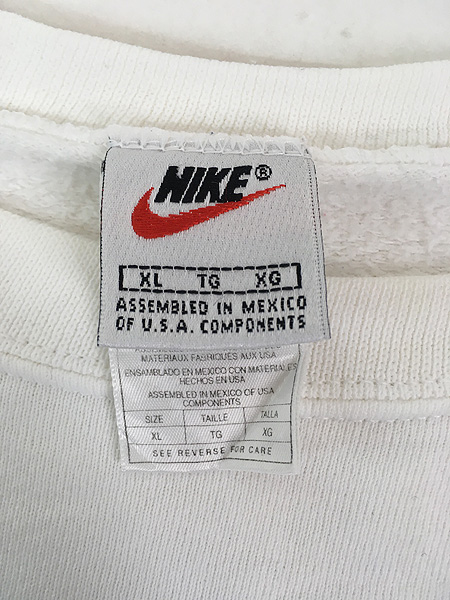 NIKE®
XL TG XG
ASSEMBLED IN MEXICO
OF U.S.A. COMPONENTS
MATERIAUX FABRIQUES AUX USA
ENSAMBLADO EN MEXICO CON MATERIALES
HECHOS EN USA
ASSEMBLED IN MEXICO OF USA
COMPONENTS
SIZE TAILLE TALLA
XL TG XG
SEE REVERSE FOR CARE